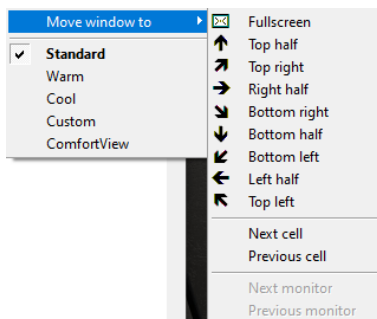 Move window to
Standard
Warm
Cool
Custom
ComfortView
Fullscreen
Top half
Top right
Right half
Bottom right
Bottom half
Bottom left
Left half
Top left
Next cell
Previous cell
Next monitor
Previous monitor